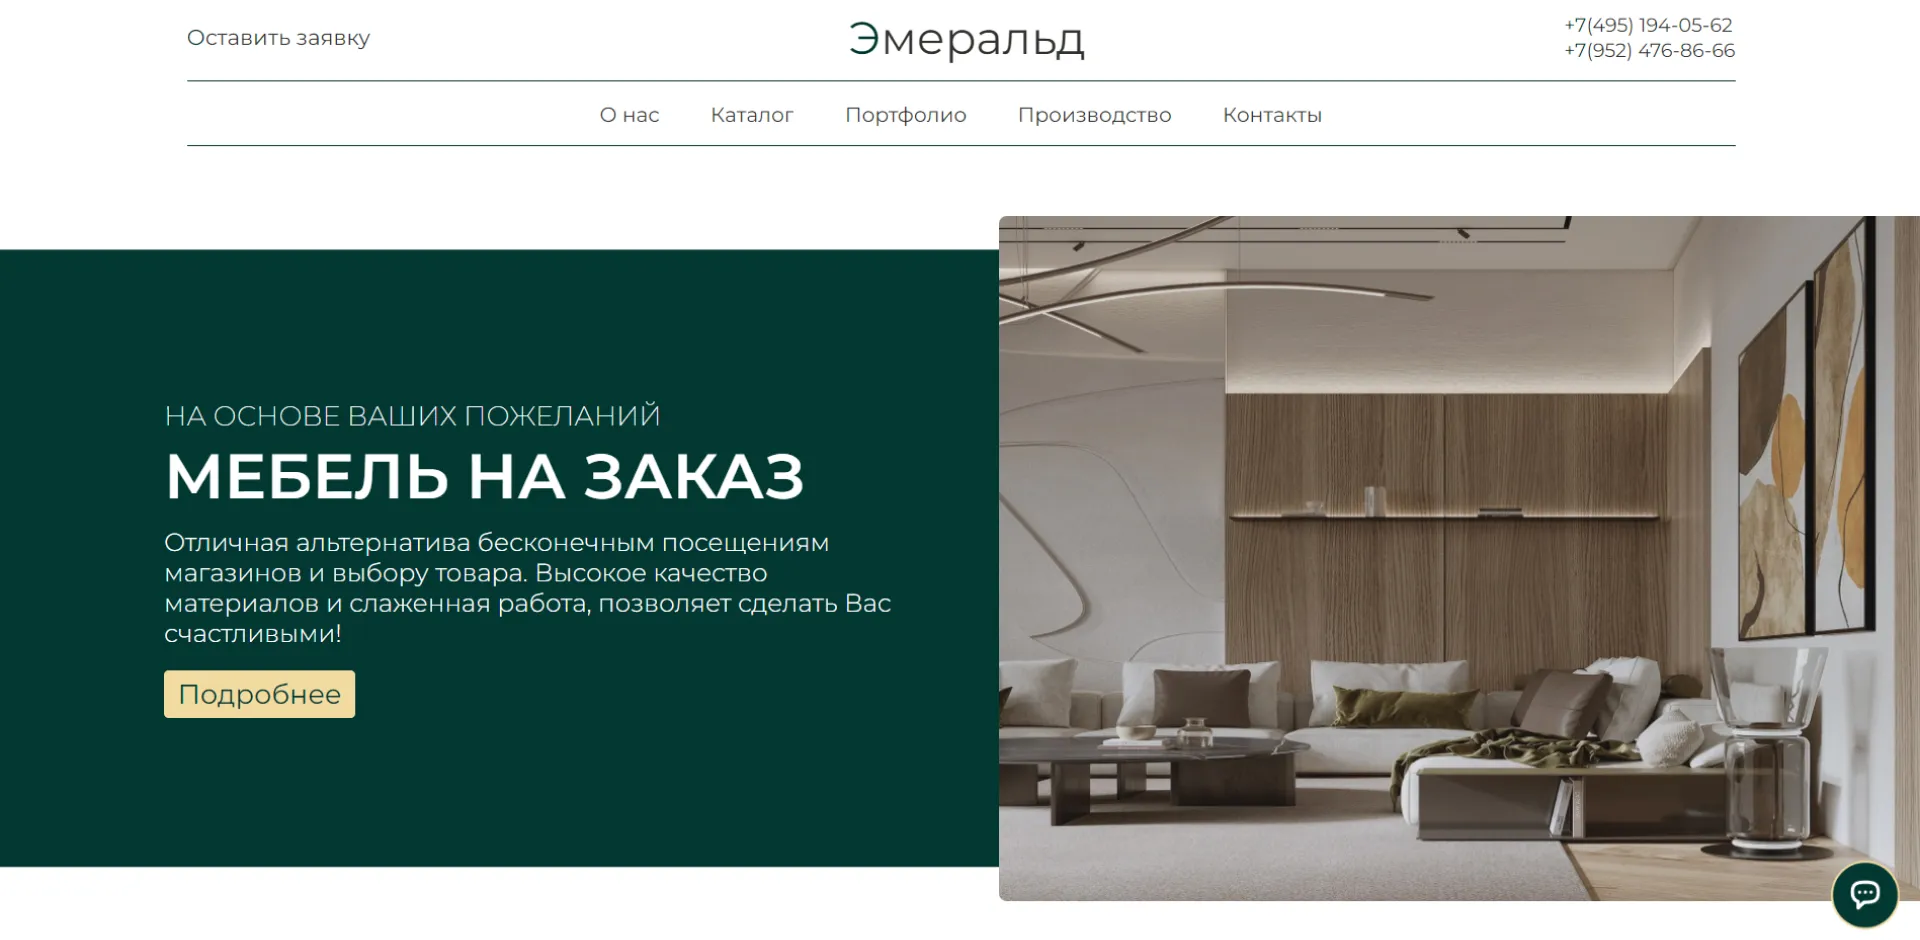 Оставить заявку
Эмеральд
+7(495) 194-05-62
+7(952) 476-86-66
О нас
Каталог
Портфолио
Производство
Контакты
НА ОСНОВЕ ВАШИХ ПОЖЕЛАНИЙ
МЕБЕЛЬ НА ЗАКАЗ
Отличная альтернатива бесконечным посещениям
магазинов и выбору товара. Высокое качество
материалов и слаженная работа, позволяет сделать Вас
счастливыми!
Подробнее